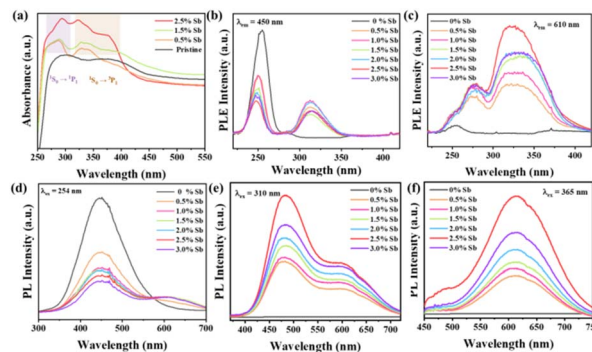 (a)
2.5% Sb
1.5% Sb
0.5% Sb
Pristine
¹S₀ → ¹P₁
¹S₀ → ³P₁
Absorbance (a.u.)
250 300 350 400 450 500 550
Wavelength (nm)
(b)
λem = 450 nm
0 % Sb
0.5% Sb
1.0% Sb
1.5% Sb
2.0% Sb
2.5% Sb
3.0% Sb
PLE Intensity (a.u.)
200 250 300 350 400
Wavelength (nm)
(c)
λem = 610 nm
0% Sb
0.5% Sb
1.0% Sb
1.5% Sb
2.0% Sb
2.5% Sb
3.0% Sb
PLE Intensity (a.u.)
250 300 350 400
Wavelength (nm)
(d)
λex = 254 nm
0 % Sb
0.5% Sb
1.0% Sb
1.5% Sb
2.0% Sb
2.5% Sb
3.0% Sb
PL Intensity (a.u.)
300 400 500 600 700
Wavelength (nm)
(e)
λex = 310 nm
0% Sb
0.5% Sb
1.0% Sb
1.5% Sb
2.0% Sb
2.5% Sb
3.0% Sb
PL Intensity (a.u.)
400 450 500 550 600 650 700
Wavelength (nm)
(f)
λex = 365 nm
0% Sb
0.5% Sb
1.0% Sb
1.5% Sb
2.0% Sb
2.5% Sb
3.0% Sb
PL Intensity (a.u.)
450 500 550 600 650 700 750
Wavelength (nm)